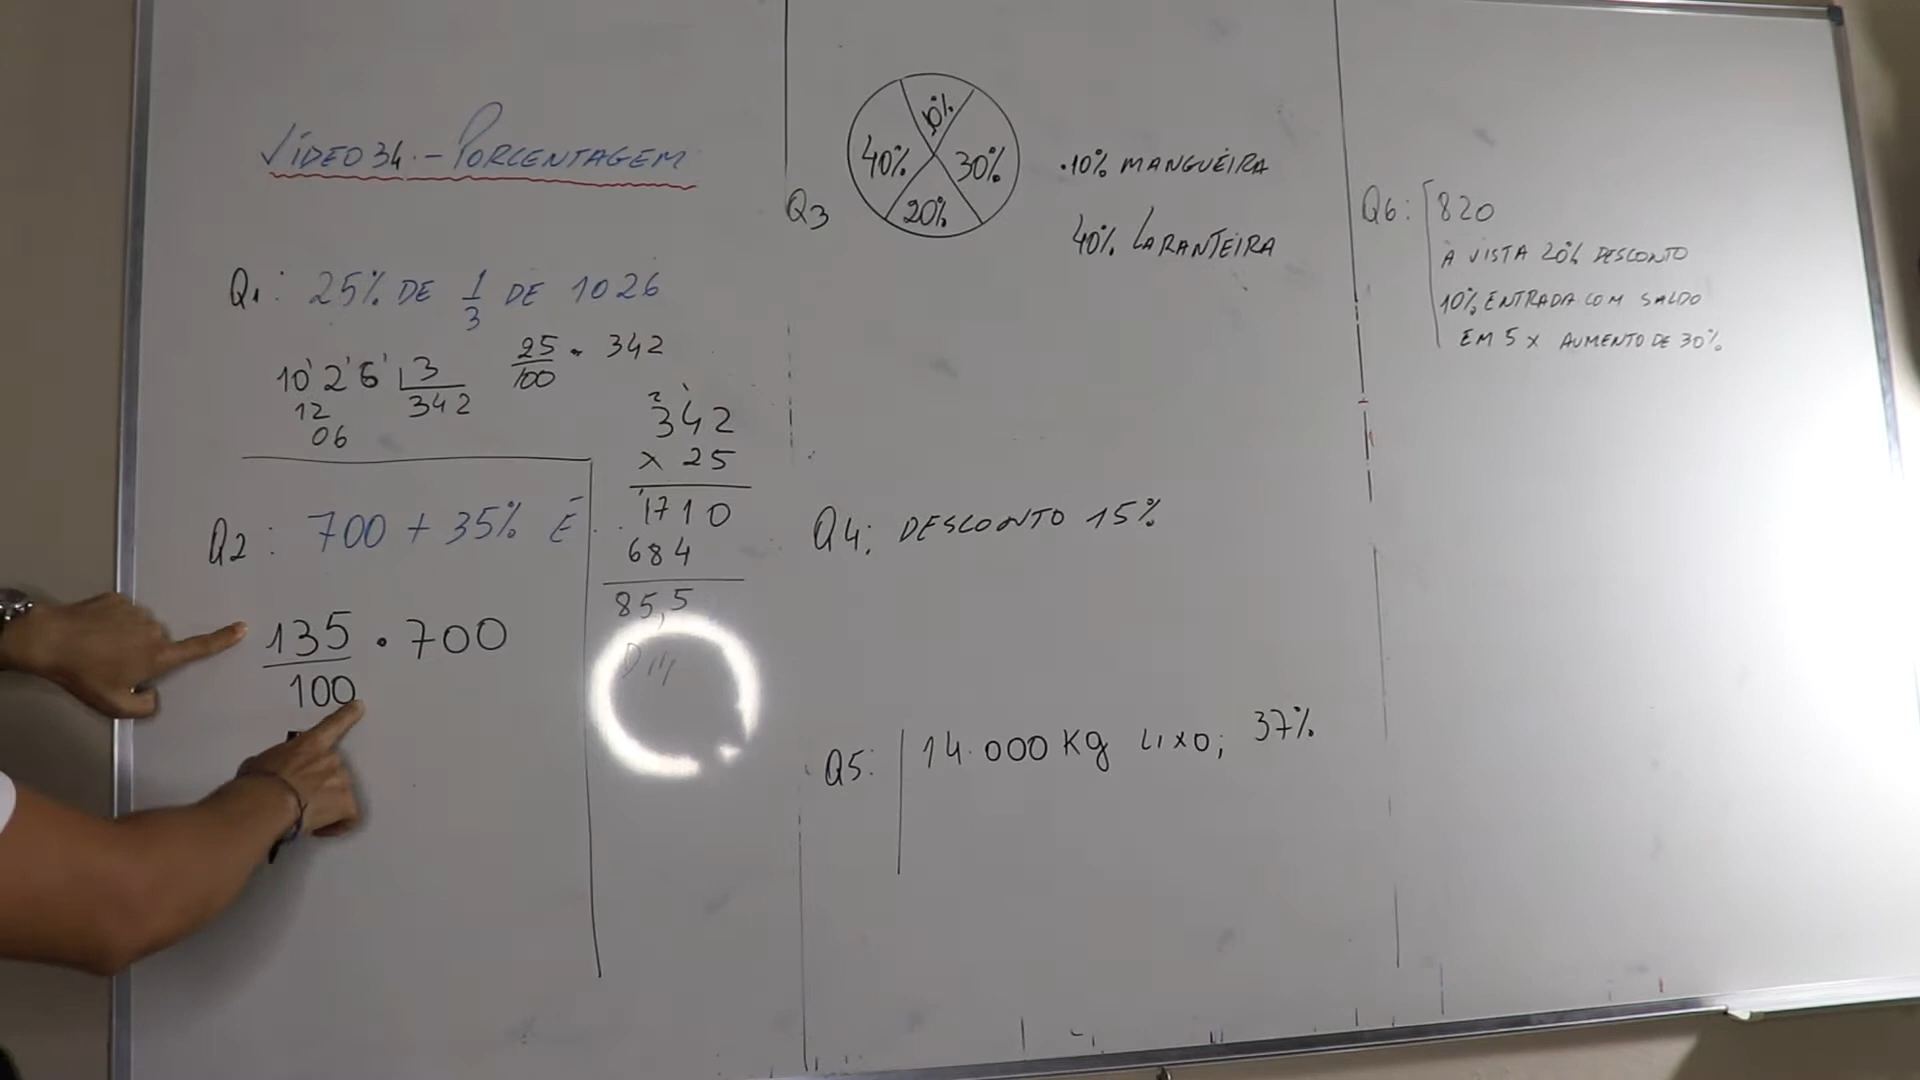 VÍDEO 34.-PORCENTAGEM
Q1: 25% DE 1/3 DE 1026
1026 3
12 342
06
25/100 . 342
342
x 25
1710
684
85,5
Q2: 700 + 35% É
135/100 . 700
Q3
10%
40% 30%
20%
.10% MANGUEIRA
40% LARANJEIRA
Q4: DESCONTO 15%
Q5: 14.000 Kg LIXO; 37%
Q6: 820
À VISTA 20% DESCONTO
10% ENTRADA COM SALDO
EM 5 X AUMENTO DE 30%